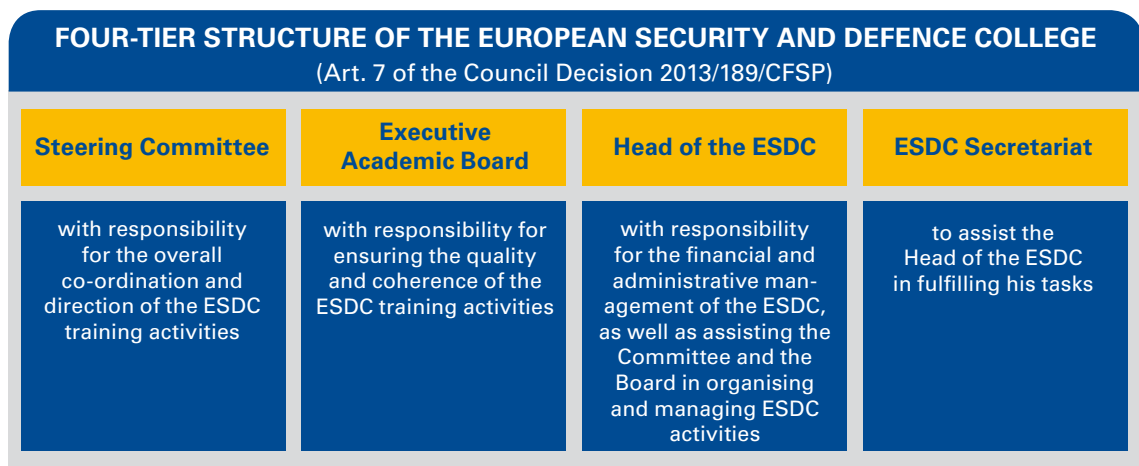 FOUR-TIER STRUCTURE OF THE EUROPEAN SECURITY AND DEFENCE COLLEGE
(Art. 7 of the Council Decision 2013/189/CFSP)
Steering Committee
with responsibility
for the overall
co-ordination and
direction of the ESDC
training activities
Executive
Academic Board
with responsibility for
ensuring the quality
and coherence of the
ESDC training activities
Head of the ESDC
with responsibility
for the financial and
administrative man-
agement of the ESDC,
as well as assisting the
Committee and the
Board in organising
and managing ESDC
activities
ESDC Secretariat
to assist the
Head of the ESDC
in fulfilling his tasks